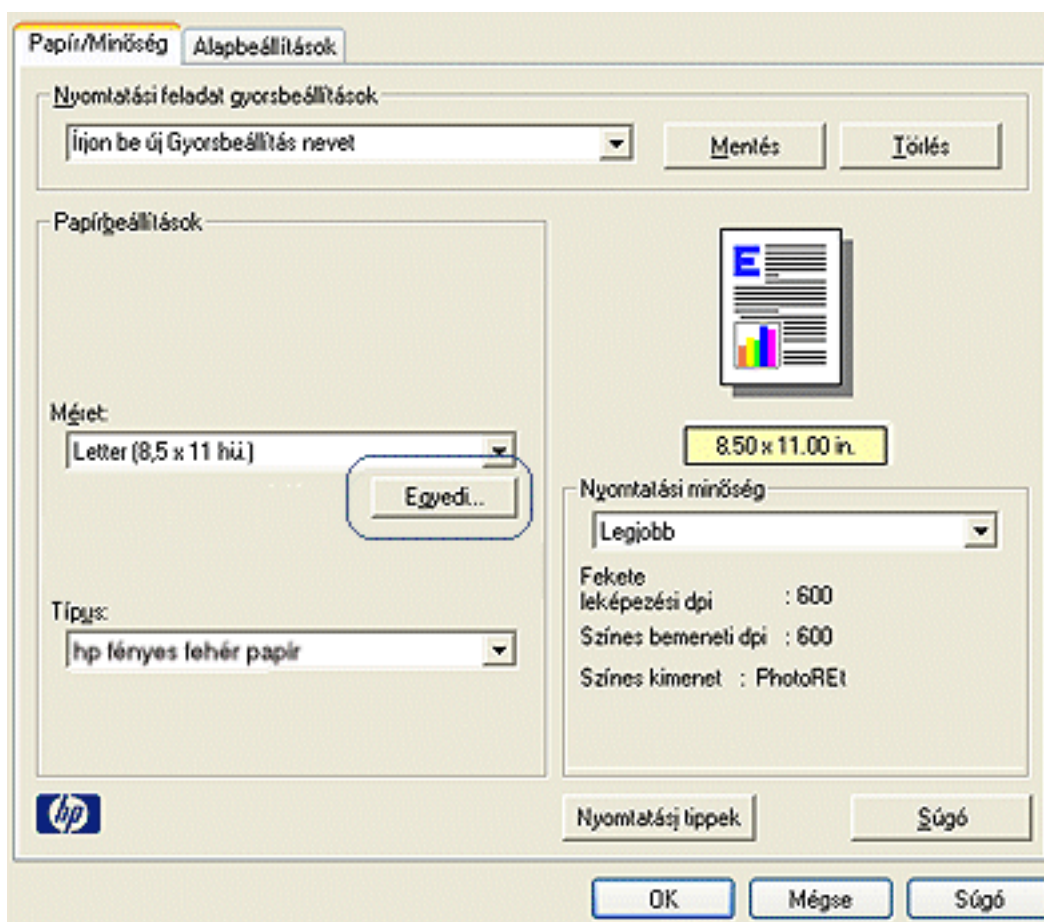 Papír/Minőség
Alapbeállítások
Nyomtatási feladat gyorsbeállítások
Írjon be új Gyorsbeállítás nevet
Mentés
Törlés
Papírbeállítások
E
Méret:
Letter (8,5 x 11 hü.)
8.50 x 11.00 in.
Egyedi...
Nyomtatási minőség
Legjobb
Fekete
leképezési dpi : 600
Típus:
Színes bemeneti dpi : 600
hp fényes fehér papír
Színes kimenet : PhotoREt
hp
Nyomtatási tippek
Súgó
OK
Mégse
Súgó